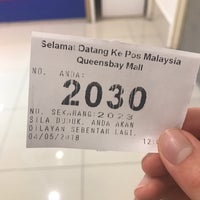 Selamat Datang Ke Pos Malaysia
Queensbay Mall
NO. ANDA:
2030
NO. SEKARANG:2023
SILA DUDUK. ANDA AKAN
DILAYAN SEBENTAR LAGI.
04/05/2018